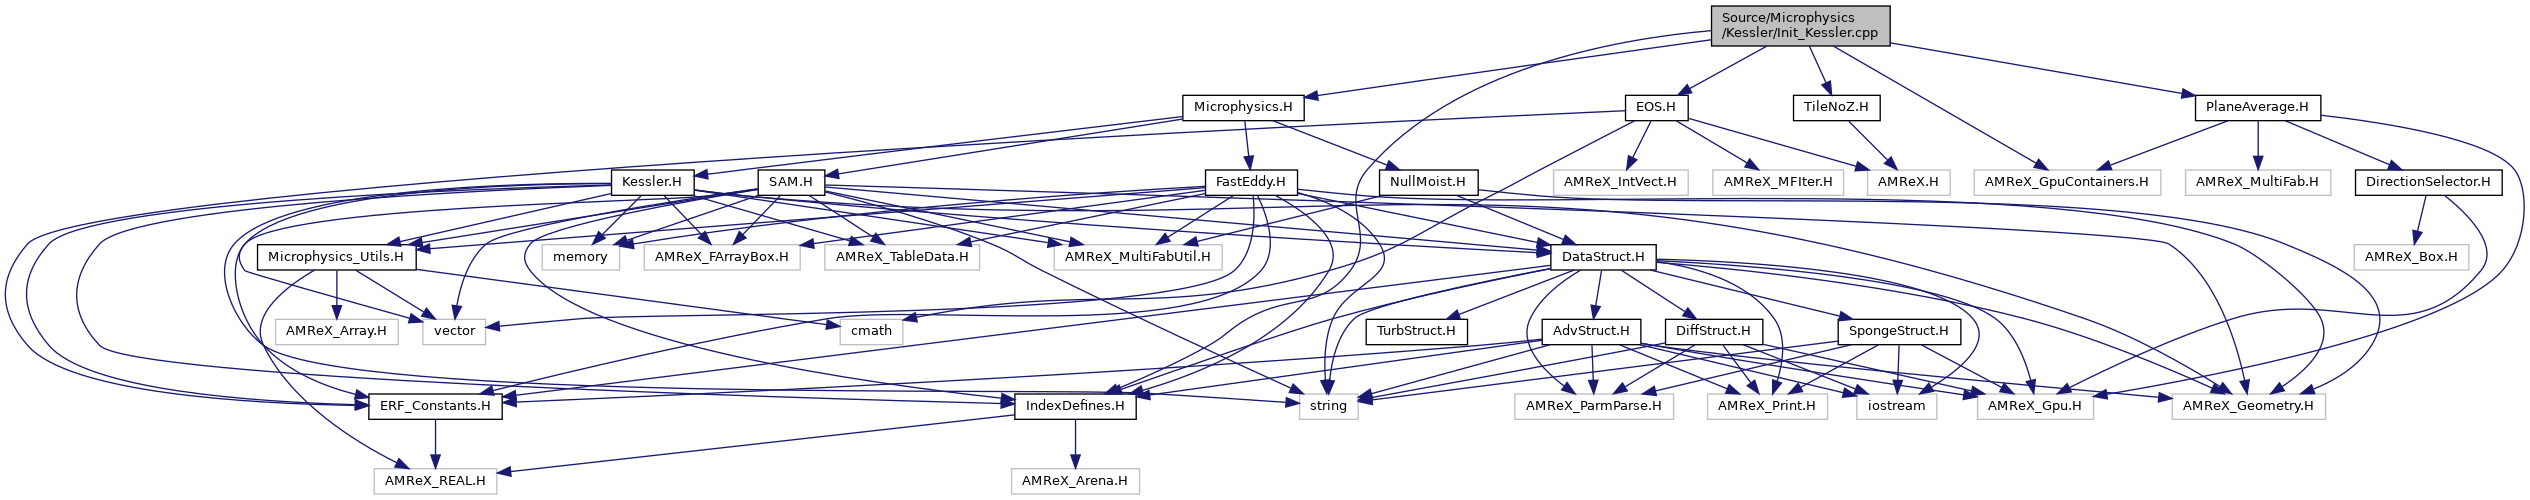 Source/Microphysics
/Kessler/Init_Kessler.cpp
Microphysics.H
EOS.H
TileNoZ.H
PlaneAverage.H
Kessler.H
SAM.H
FastEddy.H
NullMoist.H
AMReX_IntVect.H
AMReX_MFIter.H
AMReX.H
AMReX_GpuContainers.H
AMReX_MultiFab.H
DirectionSelector.H
Microphysics_Utils.H
memory
AMReX_FArrayBox.H
AMReX_TableData.H
AMReX_MultiFabUtil.H
DataStruct.H
AMReX_Box.H
AMReX_Array.H
vector
cmath
TurbStruct.H
AdvStruct.H
DiffStruct.H
SpongeStruct.H
ERF_Constants.H
IndexDefines.H
string
AMReX_ParmParse.H
AMReX_Print.H
iostream
AMReX_Gpu.H
AMReX_Geometry.H
AMReX_REAL.H
AMReX_Arena.H